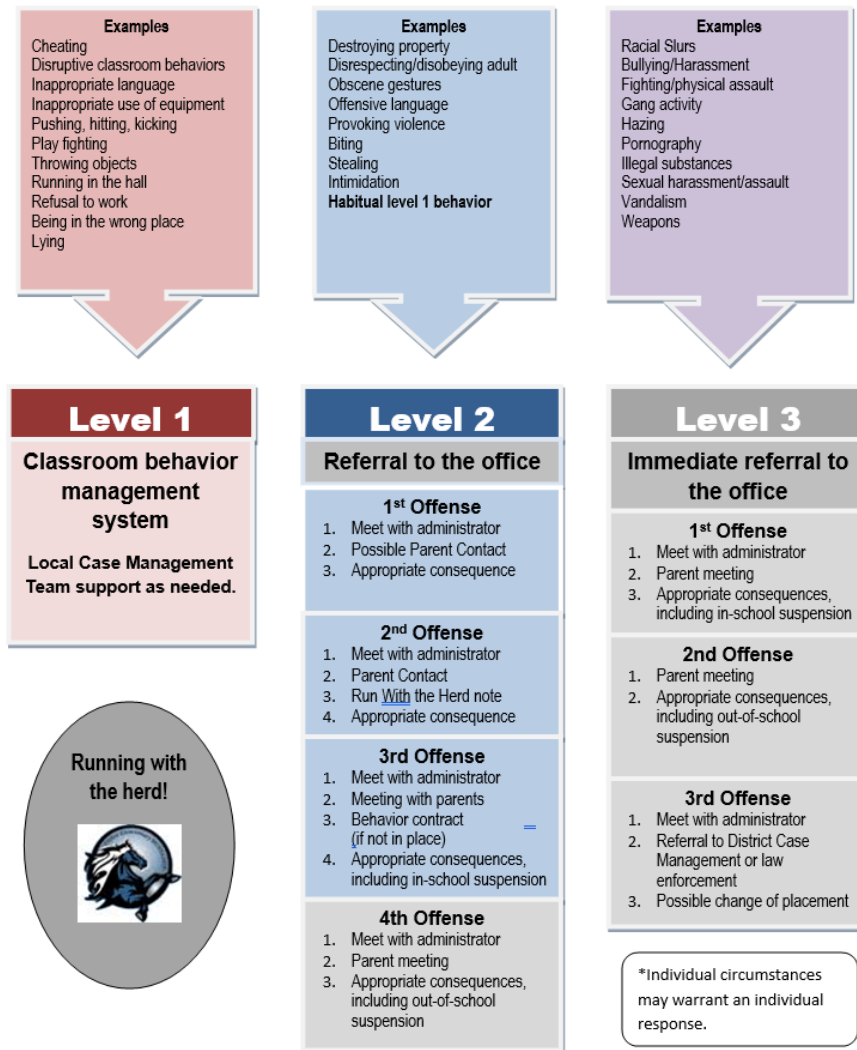 Examples
Cheating
Disruptive classroom behaviors
Inappropriate language
Inappropriate use of equipment
Pushing, hitting, kicking
Play fighting
Throwing objects
Running in the hall
Refusal to work
Being in the wrong place
Lying
Examples
Destroying property
Disrespecting/disobeying adult
Obscene gestures
Offensive language
Provoking violence
Biting
Stealing
Intimidation
Habitual level 1 behavior
Examples
Racial Slurs
Bullying/Harassment
Fighting/physical assault
Gang activity
Hazing
Pornography
Illegal substances
Sexual harassment/assault
Vandalism
Weapons
Level 1
Classroom behavior
management
system
Local Case Management
Team support as needed.
Running with
the herd!
Level 2
Referral to the office
1st Offense
1. Meet with administrator
2. Possible Parent Contact
3. Appropriate consequence
2nd Offense
1. Meet with administrator
2. Parent Contact
3. Run With the Herd note
4. Appropriate consequence
3rd Offense
1. Meet with administrator
2. Meeting with parents
3. Behavior contract
(if not in place)
4. Appropriate consequences,
including in-school suspension
4th Offense
1. Meet with administrator
2. Parent meeting
3. Appropriate consequences,
including out-of-school
suspension
Level 3
Immediate referral to
the office
1st Offense
1. Meet with administrator
2. Parent meeting
3. Appropriate consequences,
including in-school suspension
2nd Offense
1. Parent meeting
2. Appropriate consequences,
including out-of-school
suspension
3rd Offense
1. Meet with administrator
2. Referral to District Case
Management or law
enforcement
3. Possible change of placement
*Individual circumstances
may warrant an individual
response.